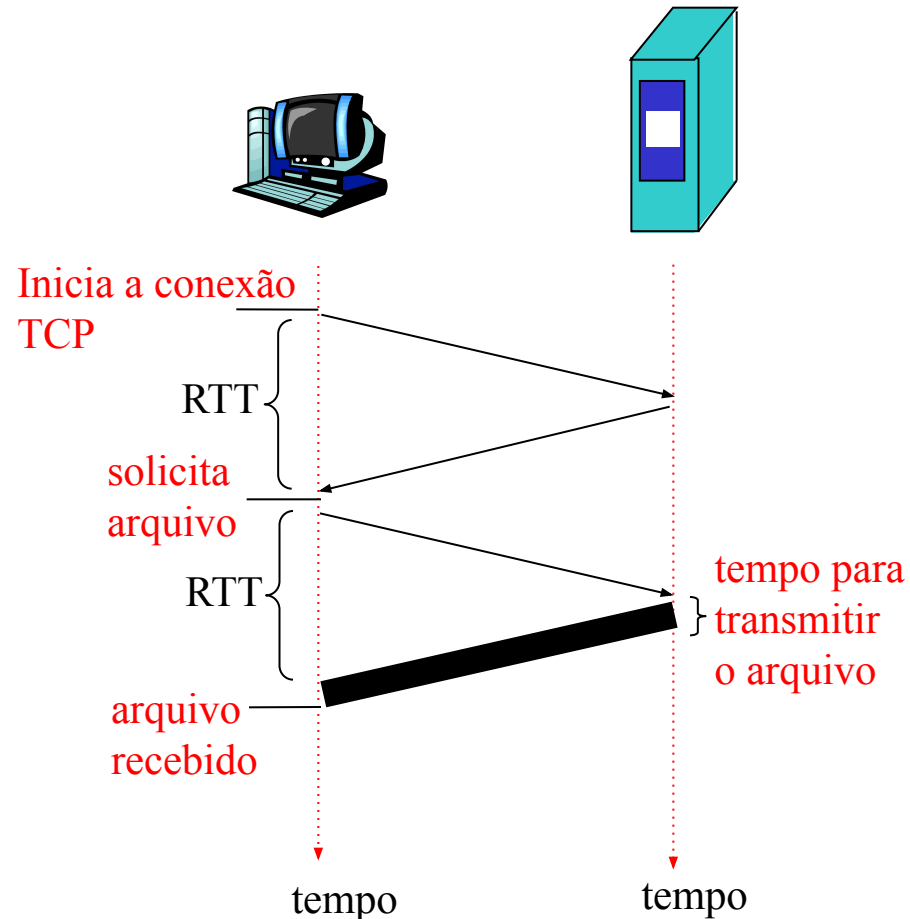 Inicia a conexão
TCP
RTT
solicita
arquivo
RTT
tempo para
transmitir
o arquivo
arquivo
recebido
tempo
tempo